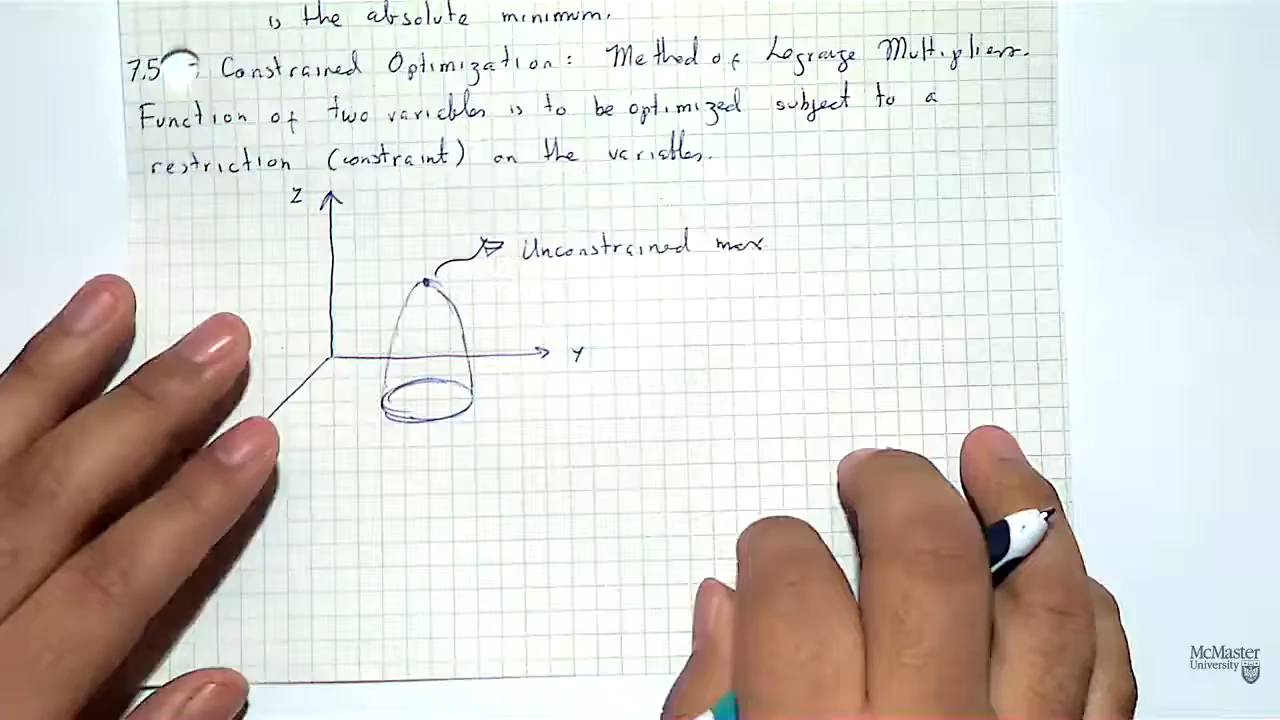 is the absolute minimum.
7.5 : Constrained Optimization: Method of Lagrange Multipliers.
Function of two variables is to be optimized subject to a
restriction (constraint) on the variables.
Z
Unconstrained max
Y
McMaster
University